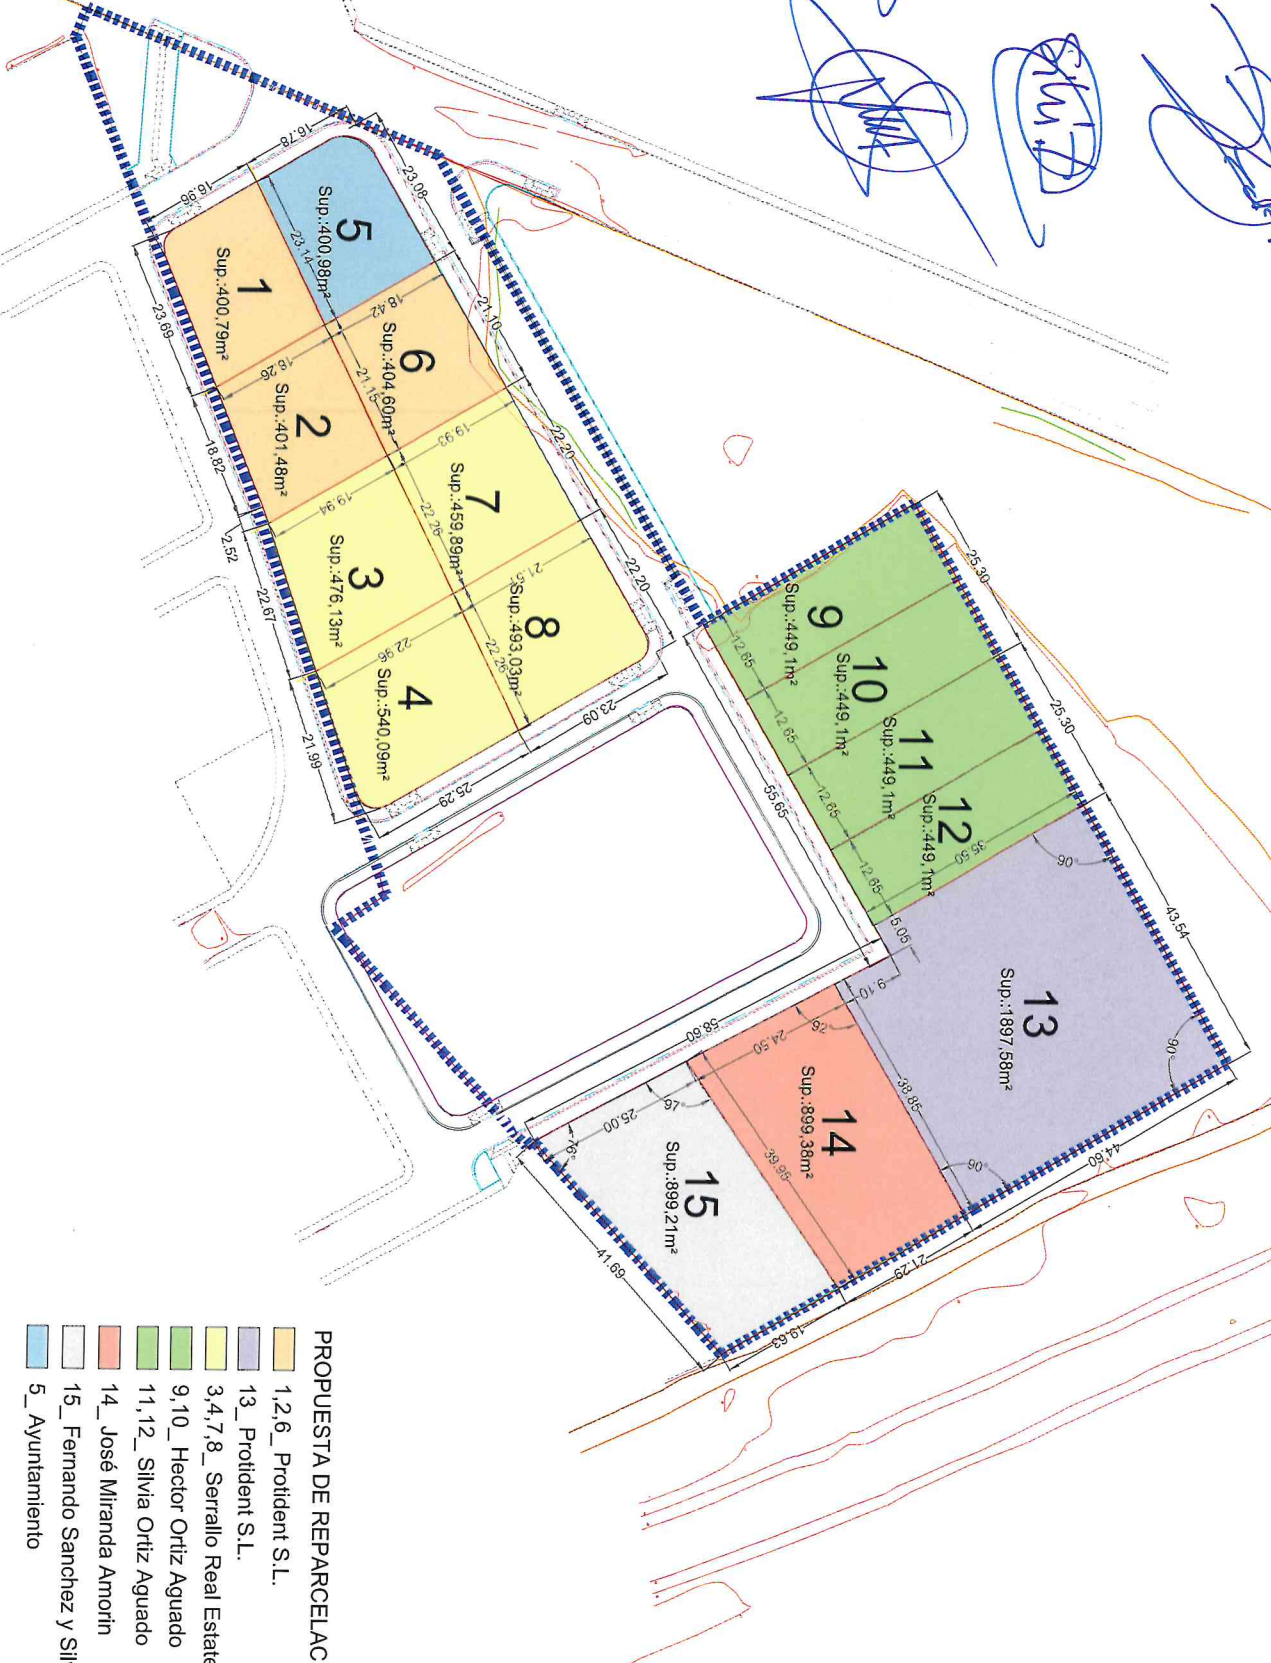 5
Sup.:400,98m²
1
Sup.:400,79m²
6
Sup.:404,60m²
2
Sup.:401,48m²
7
Sup.:459,89m²
3
Sup.:476,13m²
8
Sup.:493,03m²
4
Sup.:540,09m²
9
Sup.:449,1m²
10
Sup.:449,1m²
11
Sup.:449,1m²
12
Sup.:449,1m²
13
Sup.:1897,58m²
14
Sup.:899,38m²
15
Sup.:899,21m²
16.78
16.96
23.08
23.14
18.42
21.10
23.69
18.26
21.15
18.82
19.93
22.20
19.94
22.26
2.52
22.67
22.20
22.96
22.26
21.99
23.09
25.29
25.30
25.30
12.65
12.65
12.65
12.65
55.65
35.50
5.05
90°
43.54
90°
9.10
58.60
92°
24.50
38.85
90°
44.60
97°
25.00
39.96
76°
41.69
21.29
19.63
PROPUESTA DE REPARCELAC
1,2,6_ Protident S.L.
13_ Protident S.L.
3,4,7,8_ Serrallo Real Estate
9,10_ Hector Ortiz Aguado
11,12_ Silvia Ortiz Aguado
14_ José Miranda Amorin
15_ Fernando Sanchez y
5_ Ayuntamiento